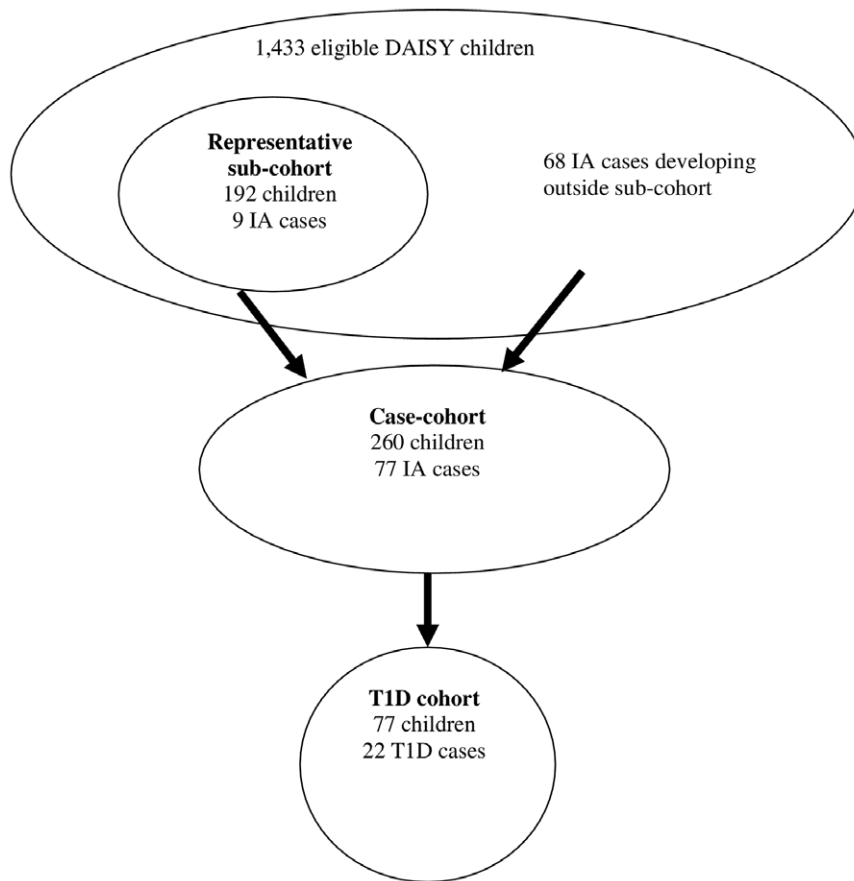 1,433 eligible DAISY children
Representative
sub-cohort
192 children
9 IA cases
68 IA cases developing
outside sub-cohort
Case-cohort
260 children
77 IA cases
T1D cohort
77 children
22 T1D cases